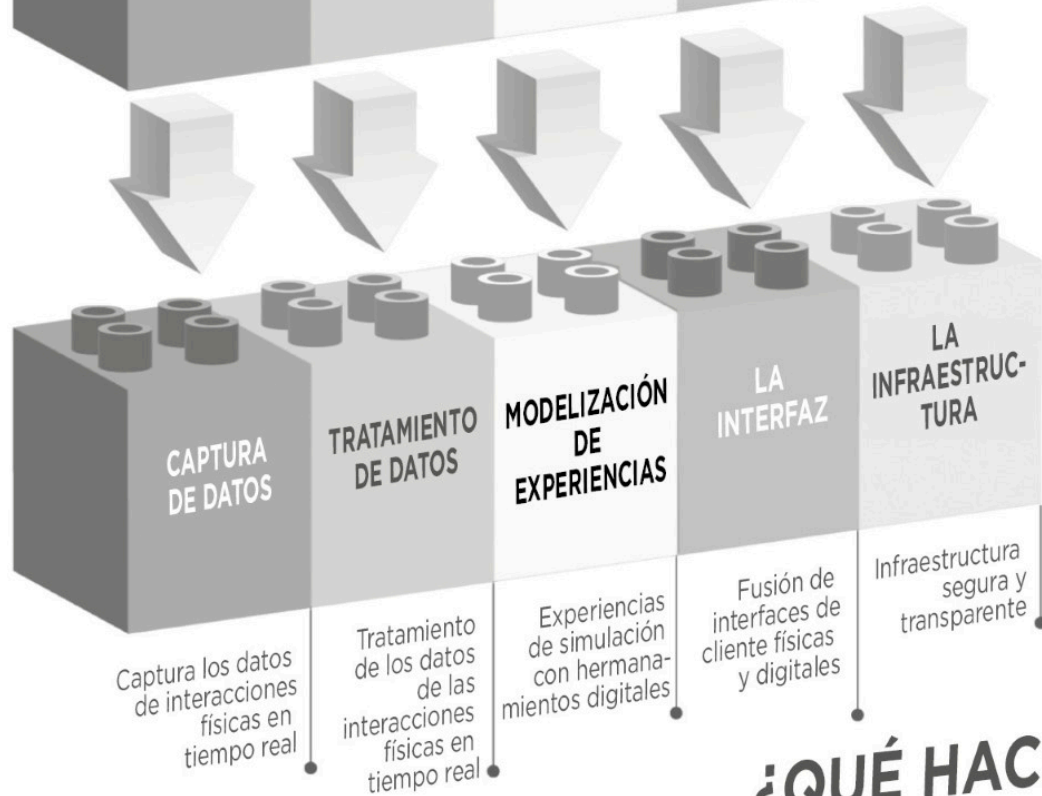 CAPTURA
DE DATOS
TRATAMIENTO
DE DATOS
MODELIZACIÓN
DE
EXPERIENCIAS
LA
INTERFAZ
LA
INFRAESTRUC-
TURA
Captura los datos
de interacciones
físicas en
tiempo real
Tratamiento
de los datos
de las
interacciones
físicas en
tiempo real
Experiencias
de simulación
con hermana-
mientos digitales
Fusión de
interfaces de
cliente físicas
y digitales
Infraestructura
segura y
transparente
¿QUÉ HAC